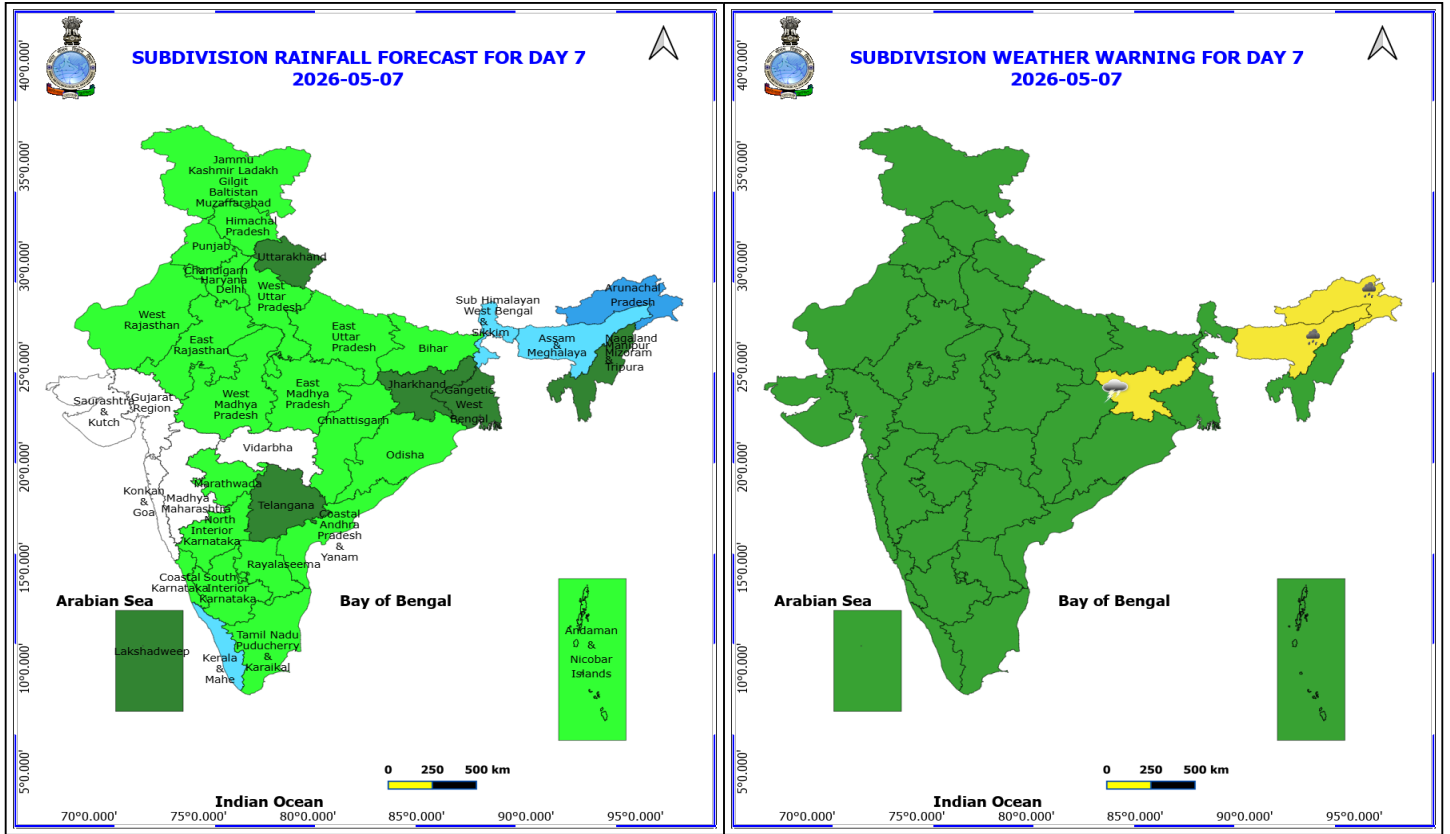 SUBDIVISION RAINFALL FORECAST FOR DAY 7
2026-05-07
40°0.000'
35°0.000'
30°0.000'
25°0.000'
20°0.000'
15°0.000'
10°0.000'
5°0.000'
Jammu
Kashmir Ladakh
Gilgit
Baltistan
Muzaffarabad
Himachal
Pradesh
Punjab
Uttarakhand
Chandigarh
Haryana
Delhi
West
Uttar
Pradesh
West
Rajasthan
East
Rajasthan
East
Uttar
Pradesh
Bihar
Sub Himalayan
West Bengal
&
Sikkim
Arunachal
Pradesh
Assam
&
Meghalaya
Nagaland
Manipur
Mizoram
&
Tripura
Jharkhand
Gangetic
West
Bengal
Saurashtra
&
Kutch
Gujarat
Region
West
Madhya
Pradesh
East
Madhya
Pradesh
Chhattisgarh
Vidarbha
Odisha
Konkan
&
Goa
Madhya
Maharashtra
Marathwada
Telangana
North
Interior
Karnataka
Coastal
Andhra
Pradesh
&
Yanam
Rayalaseema
Coastal
Karnataka
South
Interior
Karnataka
Arabian Sea
Bay of Bengal
Lakshadweep
Kerala
&
Mahe
Tamil Nadu
Puducherry
&
Karaikal
Andaman
&
Nicobar
Islands
0 250 500 km
Indian Ocean
70°0.000' 75°0.000' 80°0.000' 85°0.000' 90°0.000' 95°0.000'
SUBDIVISION WEATHER WARNING FOR DAY 7
2026-05-07
40°0.000'
35°0.000'
30°0.000'
25°0.000'
20°0.000'
15°0.000'
10°0.000'
5°0.000'
Arabian Sea
Bay of Bengal
0 250 500 km
Indian Ocean
70°0.000' 75°0.000' 80°0.000' 85°0.000' 90°0.000' 95°0.000'